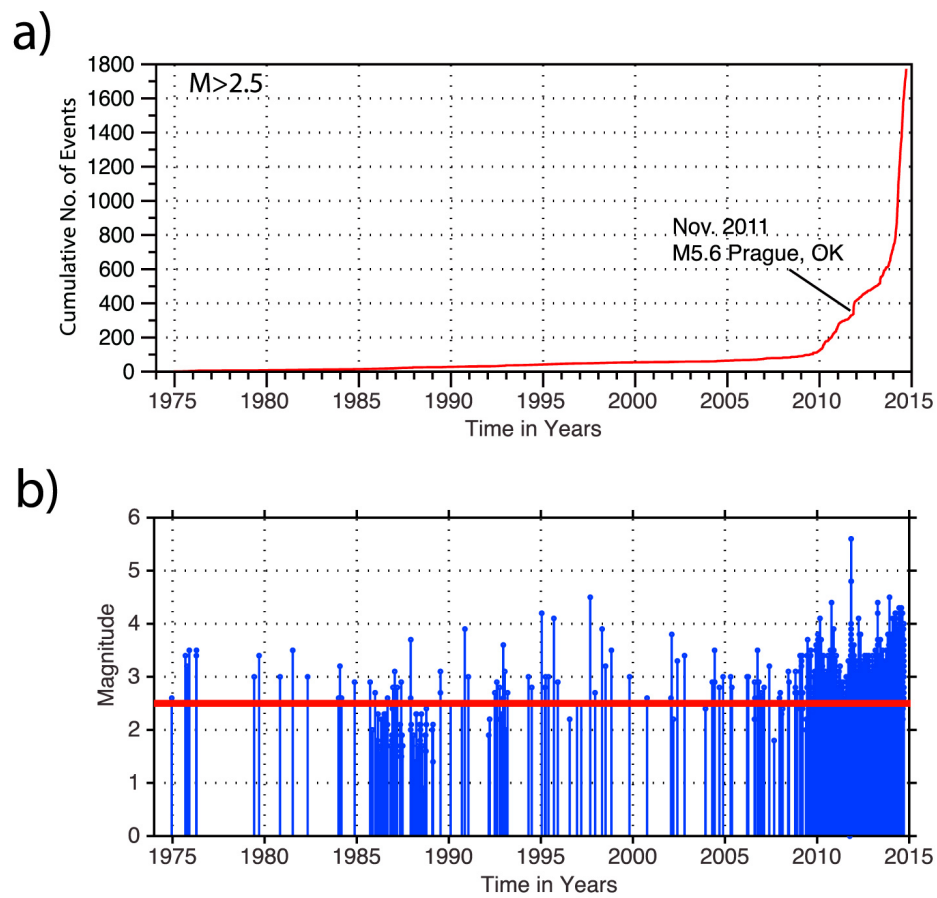 a)
M>2.5
1800
1600
1400
1200
1000
800
600
400
200
0
Cumulative No. of Events
Nov. 2011
M5.6 Prague, OK
1975 1980 1985 1990 1995 2000 2005 2010 2015
Time in Years
b)
6
5
4
3
2
1
0
Magnitude
1975 1980 1985 1990 1995 2000 2005 2010 2015
Time in Years